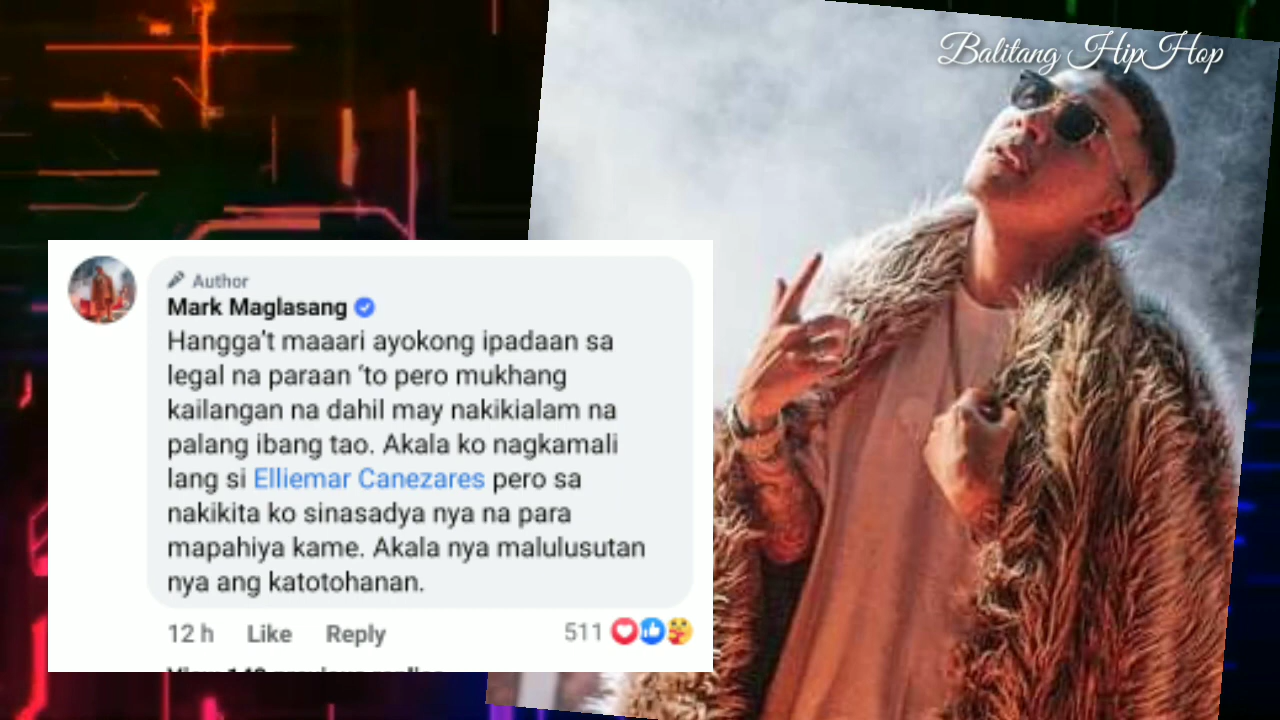 Balitang HipHop
Author
Mark Maglasang
Hangga't maaari ayokong ipadaan sa
legal na paraan 'to pero mukhang
kailangan na dahil may nakikialam na
palang ibang tao. Akala ko nagkamali
lang si Elliemar Canezares pero sa
nakikita ko sinasadya nya na para
mapahiya kame. Akala nya malulusutan
nya ang katotohanan.
12 h Like Reply 511